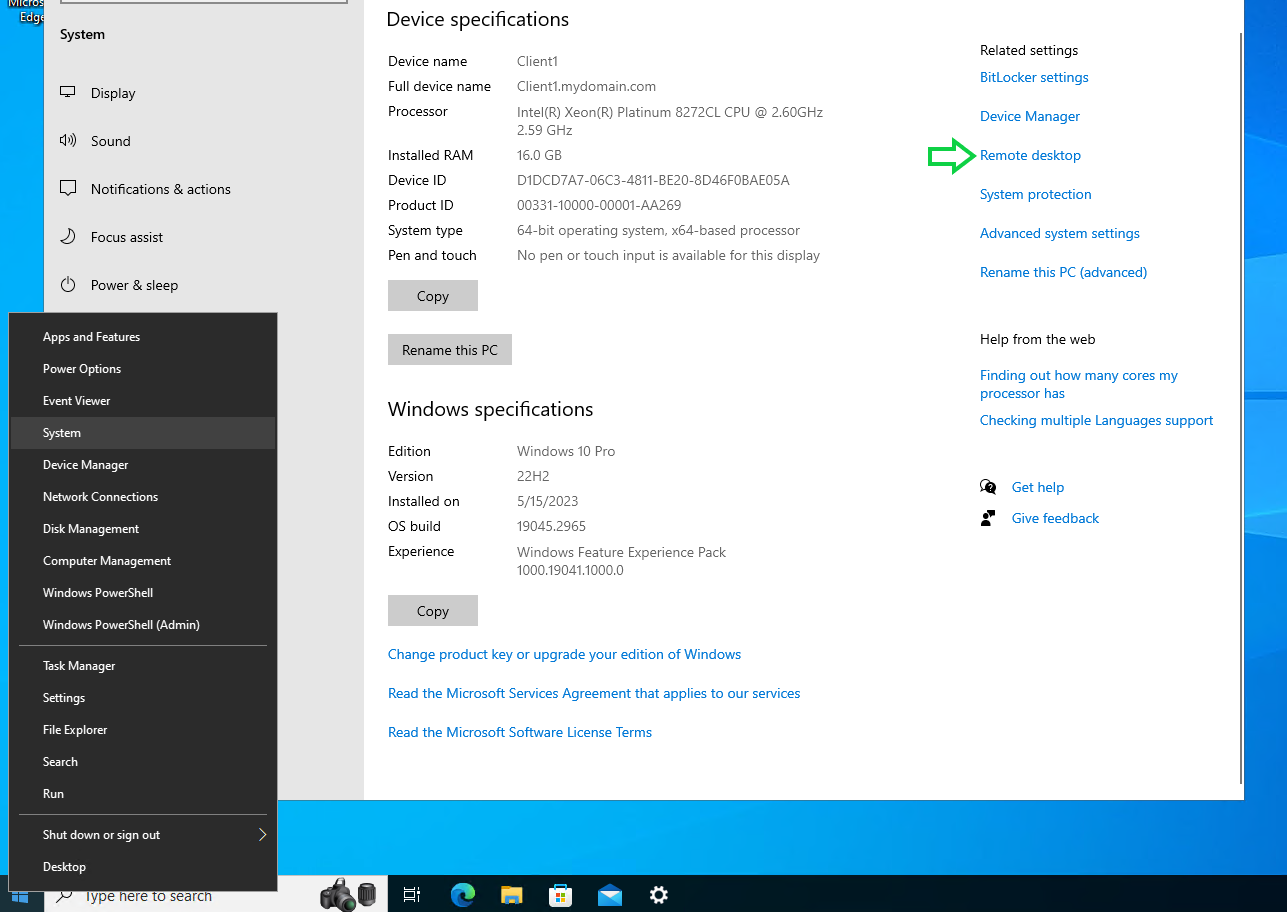 Micros
Edge
System
Display
Sound
Notifications & actions
Focus assist
Power & sleep
Apps and Features
Power Options
Event Viewer
System
Device Manager
Network Connections
Disk Management
Computer Management
Windows PowerShell
Windows PowerShell (Admin)
Task Manager
Settings
File Explorer
Search
Run
Shut down or sign out
Desktop
Type here to search
Device specifications
Device name Client1
Full device name Client1.mydomain.com
Processor Intel(R) Xeon(R) Platinum 8272CL CPU @ 2.60GHz
2.59 GHz
Installed RAM 16.0 GB
Device ID D1DCD7A7-06C3-4811-BE20-8D46F0BAE05A
Product ID 00331-10000-00001-AA269
System type 64-bit operating system, x64-based processor
Pen and touch No pen or touch input is available for this display
Copy
Rename this PC
Windows specifications
Edition Windows 10 Pro
Version 22H2
Installed on 5/15/2023
OS build 19045.2965
Experience Windows Feature Experience Pack
1000.19041.1000.0
Copy
Change product key or upgrade your edition of Windows
Read the Microsoft Services Agreement that applies to our services
Read the Microsoft Software License Terms
Related settings
BitLocker settings
Device Manager
Remote desktop
System protection
Advanced system settings
Rename this PC (advanced)
Help from the web
Finding out how many cores my
processor has
Checking multiple Languages support
Get help
Give feedback